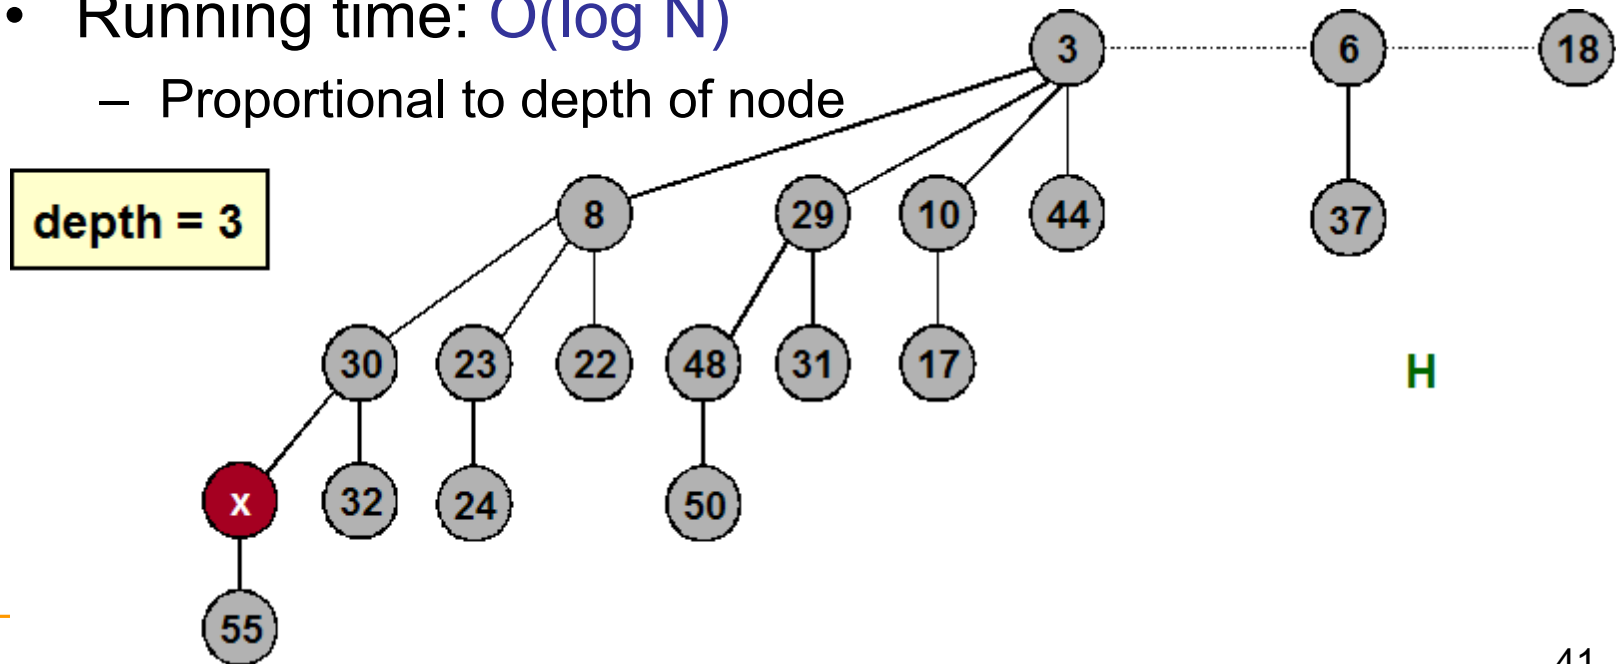 • Running time: O(log N)
– Proportional to depth of node
3 6 18
depth = 3
8 29 10 44 37
30 23 22 48 31 17
H
x 32 24 50
55
41